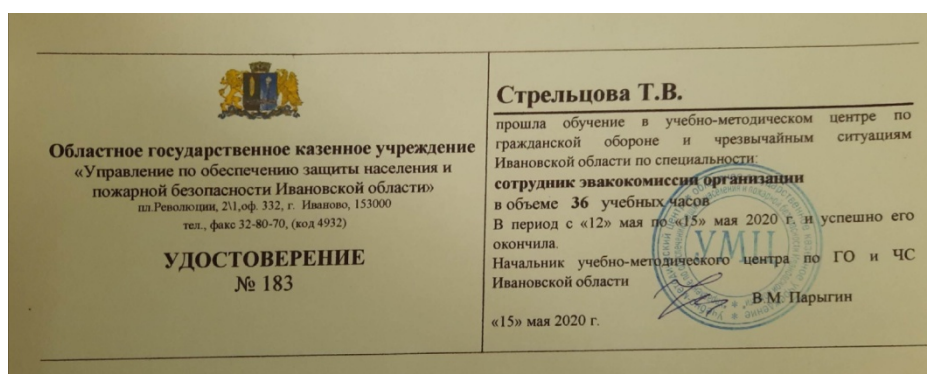 Областное государственное казенное учреждение
«Управление по обеспечению защиты населения и
пожарной безопасности Ивановской области»
пл.Революции, 2\1,оф. 332, г. Иваново, 153000
тел., факс 32-80-70, (код 4932)
УДОСТОВЕРЕНИЕ
№ 183
Стрельцова Т.В.
прошла обучение в учебно-методическом центре по
гражданской обороне и чрезвычайным ситуациям
Ивановской области по специальности:
сотрудник эвакокомиссии организации
в объеме 36 учебных часов
В период с «12» мая по «15» мая 2020 г. и успешно его
окончила.
Начальник учебно-методического центра по ГО и ЧС
Ивановской области
В.М. Парыгин
«15» мая 2020 г.
УМЦ